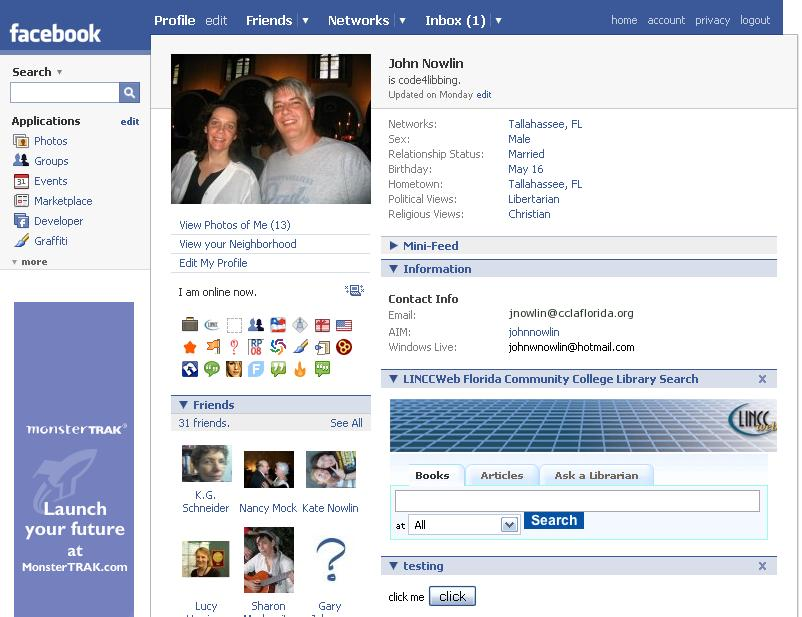 facebook
Profile edit Friends Networks Inbox (1) home account privacy logout
Search
Applications edit
Photos
Groups
Events
Marketplace
Developer
Graffiti
more
monsterTRAK®
Launch
your future
at
MonsterTRAK.com
View Photos of Me (13)
View your Neighborhood
Edit My Profile
I am online now.
RP
08
Friends
31 friends. See All
K.G.
Schneider
Nancy Mock
Kate Nowlin
Lucy
Sharon
Gary
John Nowlin
is code4libbing.
Updated on Monday edit
Networks: Tallahassee, FL
Sex: Male
Relationship Status: Married
Birthday: May 16
Hometown: Tallahassee, FL
Political Views: Libertarian
Religious Views: Christian
Mini-Feed
Information
Contact Info
Email: jnowlin@cclaflorida.org
AIM: johnnowlin
Windows Live: johnwnowlin@hotmail.com
LINCCWeb Florida Community College Library Search
LINCC
Web
Books Articles Ask a Librarian
at All Search
testing
click me click